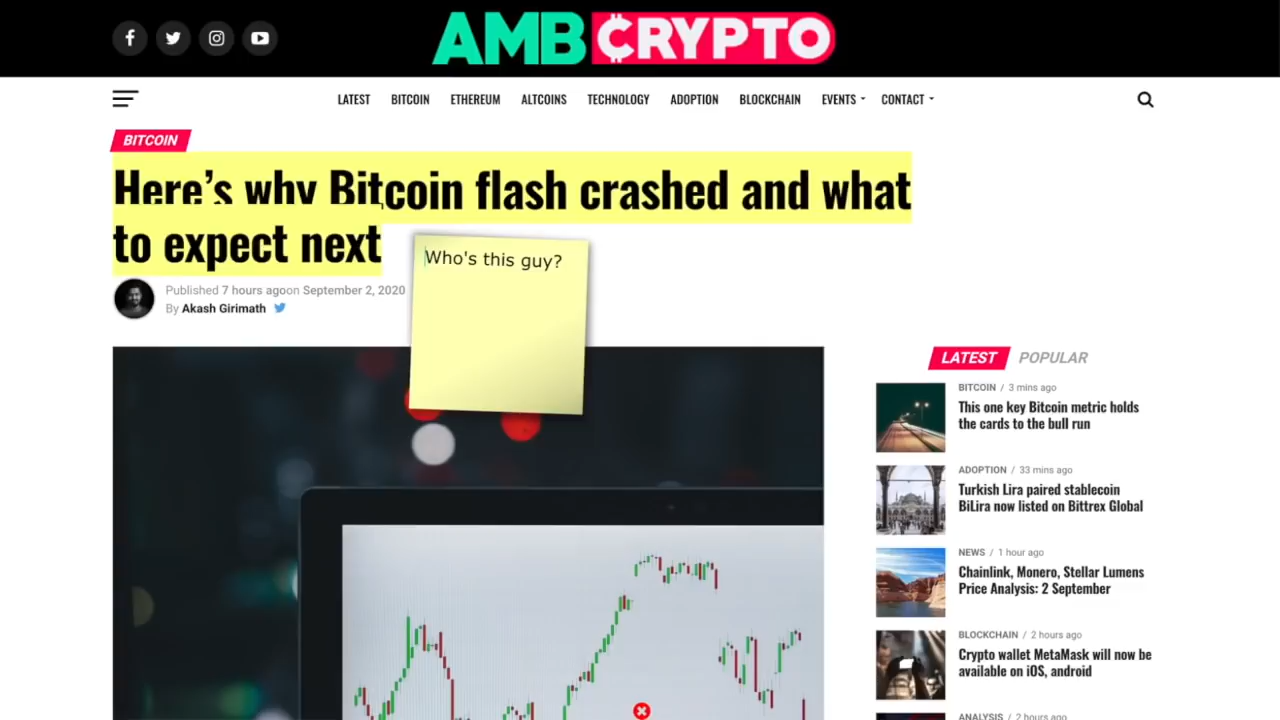 AMBCRYPTO
LATEST BITCOIN ETHEREUM ALTCOINS TECHNOLOGY ADOPTION BLOCKCHAIN EVENTS CONTACT
BITCOIN
Here’s why Bitcoin flash crashed and what
to expect next
Who's this guy?
Published 7 hours agoon September 2, 2020
By Akash Girimath
LATEST POPULAR
BITCOIN / 3 mins ago
This one key Bitcoin metric holds
the cards to the bull run
ADOPTION / 33 mins ago
Turkish Lira paired stablecoin
BiLira now listed on Bittrex Global
NEWS / 1 hour ago
Chainlink, Monero, Stellar Lumens
Price Analysis: 2 September
BLOCKCHAIN / 2 hours ago
Crypto wallet MetaMask will now be
available on iOS, android
ANALYSIS / 2 hours ago